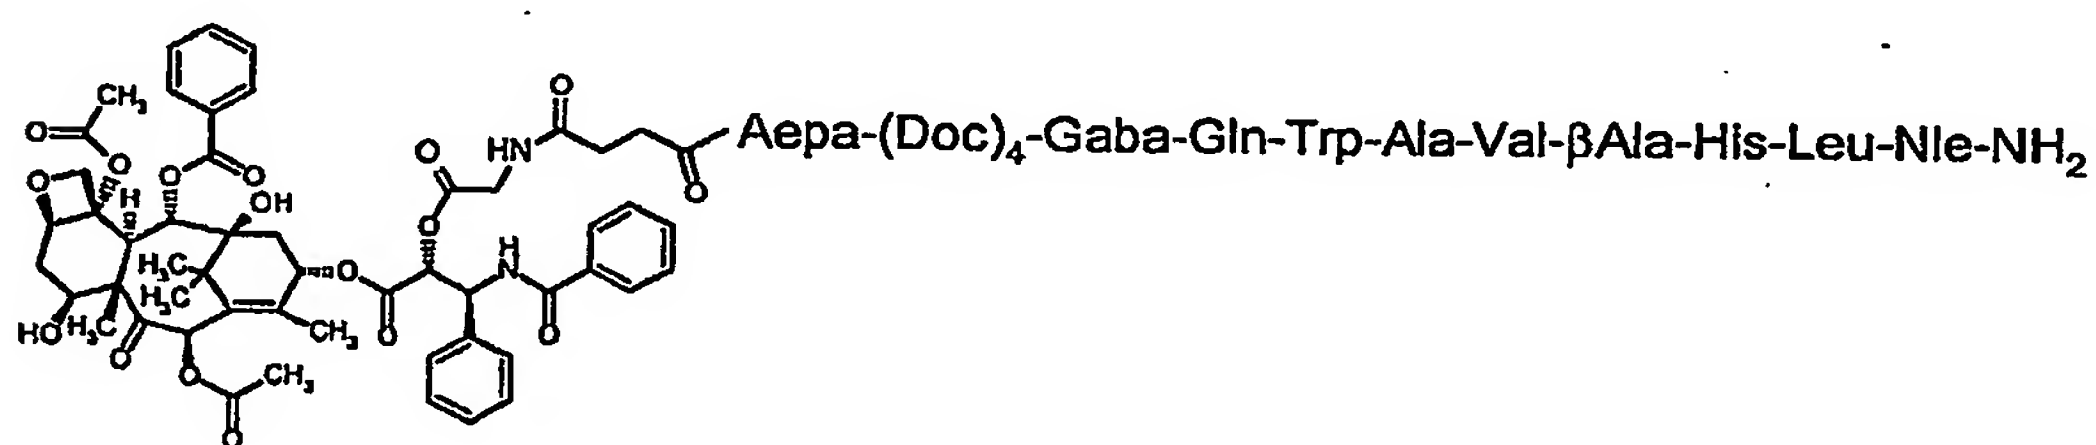 Aepa-(Doc)₄-Gaba-Gln-Trp-Ala-Val-βAla-His-Leu-Nle-NH₂
CH₃
O
O
O
O
HN
O
O
O
O
O
H
OH
O
O
H
N
H₃C
H₃C
O
O
O
HO
H₃C
O
CH₃
O
CH₃
O